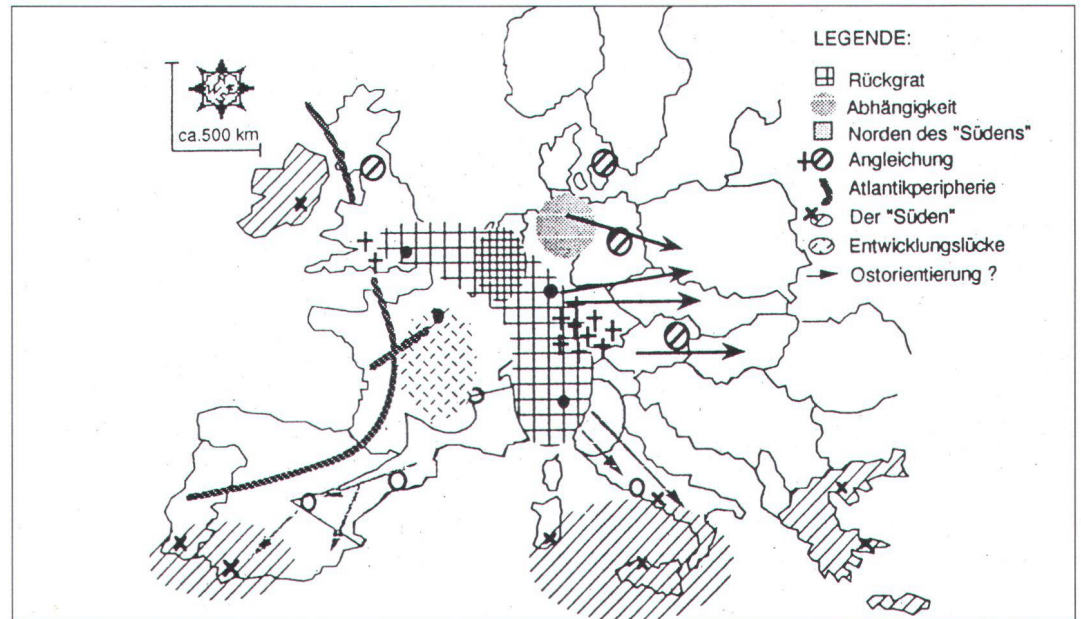 ca.500 km
LEGENDE:
Rückgrat
Abhängigkeit
Norden des "Südens"
Angleichung
Atlantikperipherie
Der "Süden"
Entwicklungslücke
Ostorientierung ?